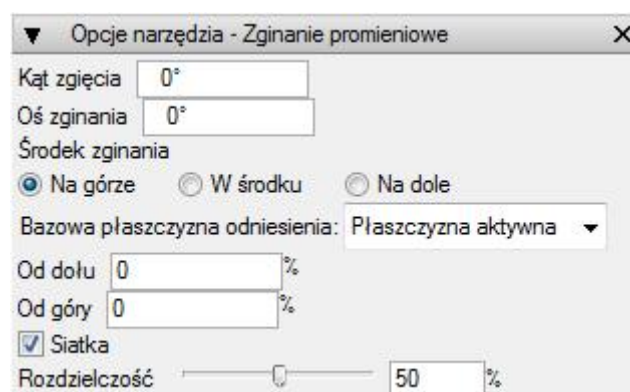 Opcje narzędzia - Zginanie promieniowe
Kąt zgięcia 0°
Oś zginania 0°
Środek zginania
Na górze W środku Na dole
Bazowa płaszczyzna odniesienia: Płaszczyzna aktywna
Od dołu 0 %
Od góry 0 %
Siatka
Rozdzielczość 50 %